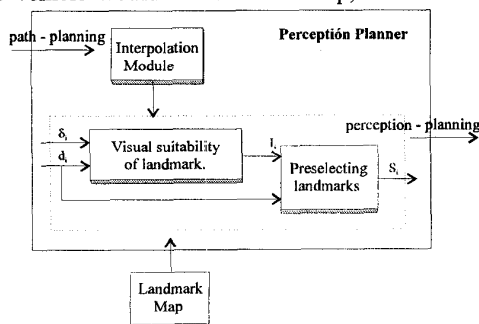 path - planning
Perceptión Planner
Interpolation
Module
perception - planning
δᵢ
dᵢ
Visual suitability
of landmark.
Iᵢ
Preselecting
landmarks
Sᵢ
Landmark
Map